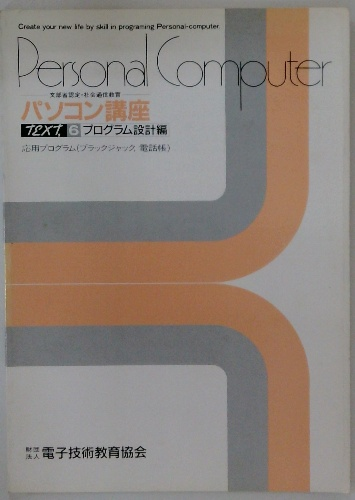 Create your new life by skill in programing Personal-computer.
Personal Computer
文部省認定・社会通信教育
パソコン講座
TEXT. 6 プログラム設計編
応用プログラム(ブラックジャック 電話帳)
財団法人 電子技術教育協会